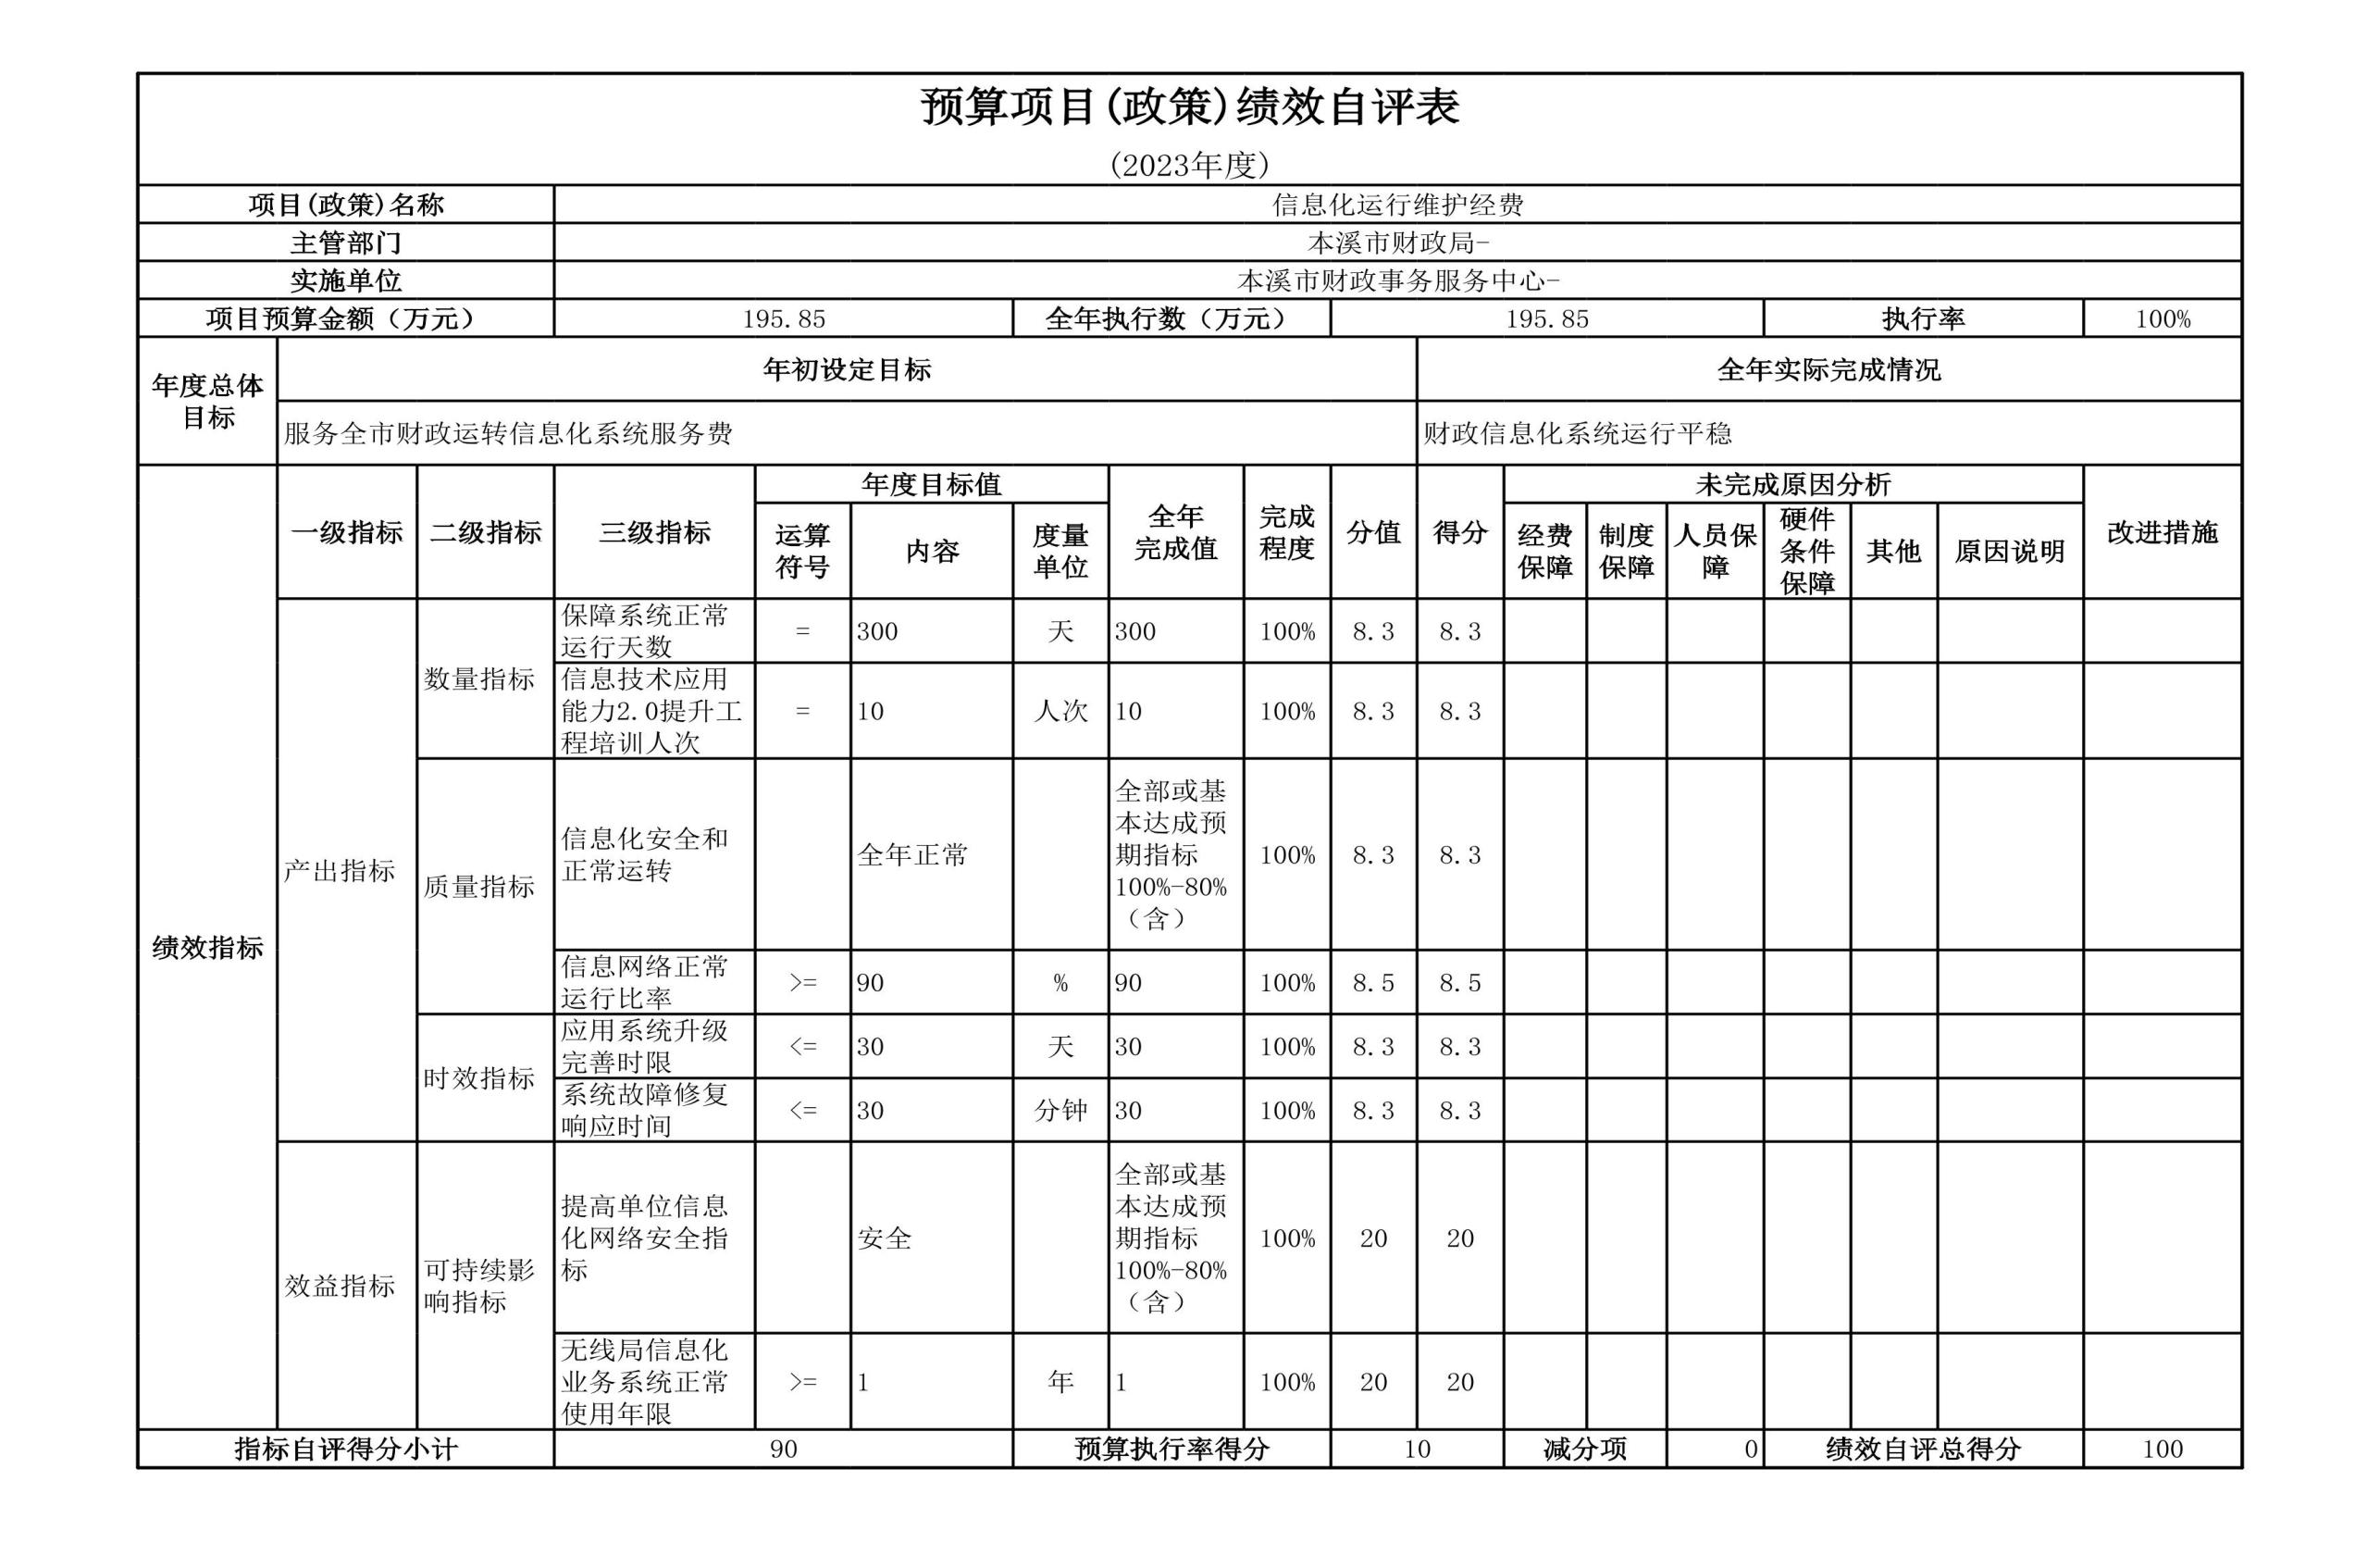 预算项目(政策)绩效自评表
(2023年度)
项目(政策)名称 信息化运行维护经费
主管部门 本溪市财政局-
实施单位 本溪市财政事务服务中心-
项目预算金额（万元） 195.85 全年执行数（万元） 195.85 执行率 100%
年度总体
目标
年初设定目标 全年实际完成情况
服务全市财政运转信息化系统服务费 财政信息化系统运行平稳
绩效指标
一级指标 二级指标 三级指标
年度目标值
运算
符号
内容
度量
单位
全年
完成值
完成
程度
分值 得分
未完成原因分析
经费
保障
制度
保障
人员保
障
硬件
条件
保障
其他 原因说明
改进措施
产出指标
数量指标
保障系统正常
运行天数
= 300 天 300 100% 8.3 8.3
信息技术应用
能力2.0提升工
程培训人次
= 10 人次 10 100% 8.3 8.3
质量指标
信息化安全和
正常运转
全年正常
全部或基
本达成预
期指标
100%-80%
（含）
100% 8.3 8.3
信息网络正常
运行比率
>= 90 % 90 100% 8.5 8.5
时效指标
应用系统升级
完善时限
<= 30 天 30 100% 8.3 8.3
系统故障修复
响应时间
<= 30 分钟 30 100% 8.3 8.3
效益指标
可持续影
响指标
提高单位信息
化网络安全指
标
安全
全部或基
本达成预
期指标
100%-80%
（含）
100% 20 20
无线局信息化
业务系统正常
使用年限
>= 1 年 1 100% 20 20
指标自评得分小计 90 预算执行率得分 10 减分项 0 绩效自评总得分 100